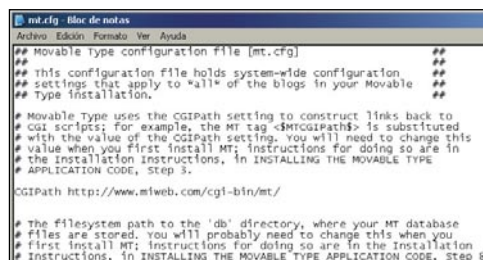 mt.cfg - Bloc de notas
Archivo Edición Formato Ver Ayuda
## Movable Type configuration file [mt.cfg] ##
## ##
## This configuration file holds system-wide configuration ##
## settings that apply to *all* of the blogs in your Movable ##
## Type installation. ##
# Movable Type uses the CGIPath setting to construct links back to
# CGI scripts; for example, the MT tag <$MTCGIPath$> is substituted
# with the value of the CGIPath setting. You will need to change this
# value when you first install MT; instructions for doing so are in
# the Installation Instructions, in INSTALLING THE MOVABLE TYPE
# APPLICATION CODE, Step 3.
CGIPath http://www.miweb.com/cgi-bin/mt/
# The filesystem path to the 'db' directory, where your MT database
# files are stored. You will probably need to change this when you
# first install MT; instructions for doing so are in the Installation
# Instructions, in INSTALLING THE MOVABLE TYPE APPLICATION CODE, Step 8